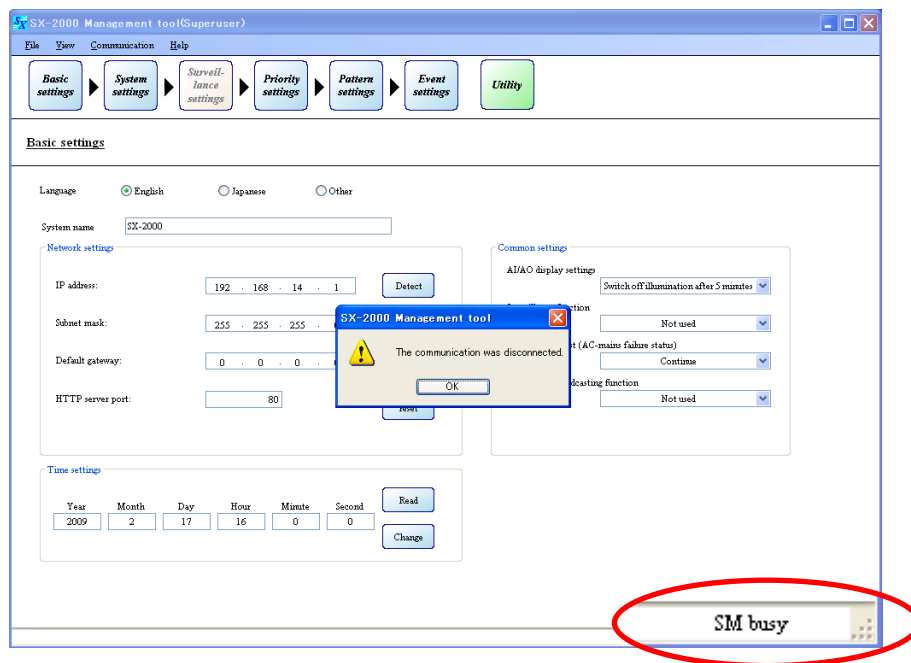 SX-2000 Management tool(Superuser)
File View Communication Help
Basic settings
System settings
Surveil-
lance
settings
Priority settings
Pattern settings
Event settings
Utility
Basic settings
Language English Japanese Other
System name SX-2000
Network settings
IP address: 192 . 168 . 14 . 1 Detect
Subnet mask: 255 . 255 . 255 .
Default gateway: 0 . 0 . 0 .
HTTP server port: 80
reset
Common settings
AI/AO display settings
Switch off illumination after 5 minutes
Not used
(AC-mains failure status)
Continue
function
Not used
SX-2000 Management tool
The communication was disconnected.
OK
Time settings
Year Month Day Hour Minute Second Read
2009 2 17 16 0 0
Change
SM busy